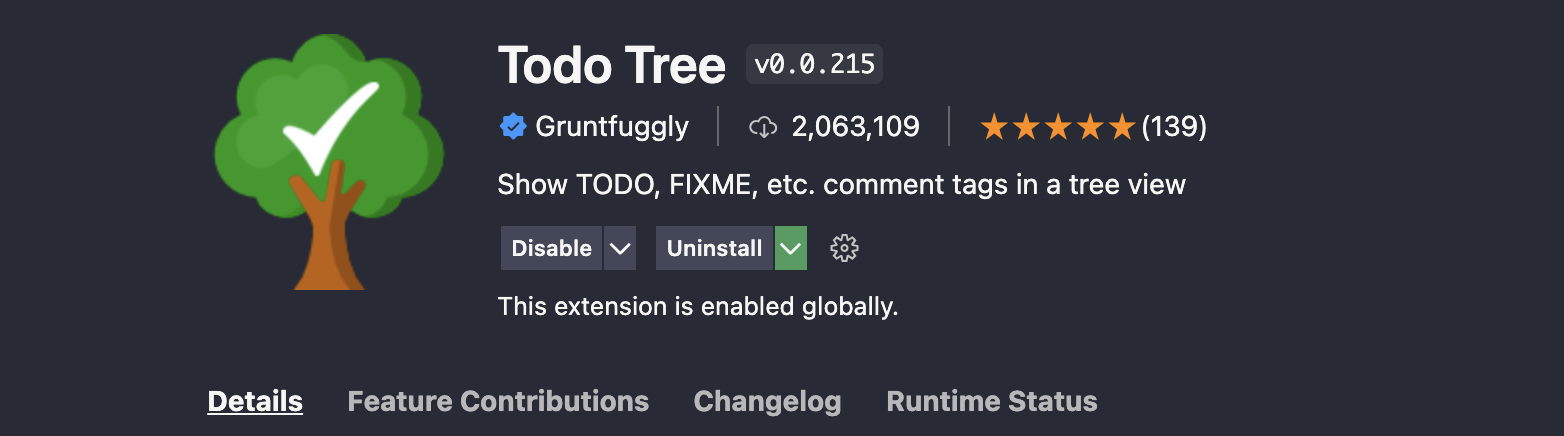 Todo Tree v0.0.215
Gruntfuggly 2,063,109 (139)
Show TODO, FIXME, etc. comment tags in a tree view
Disable Uninstall
This extension is enabled globally.
Details Feature Contributions Changelog Runtime Status